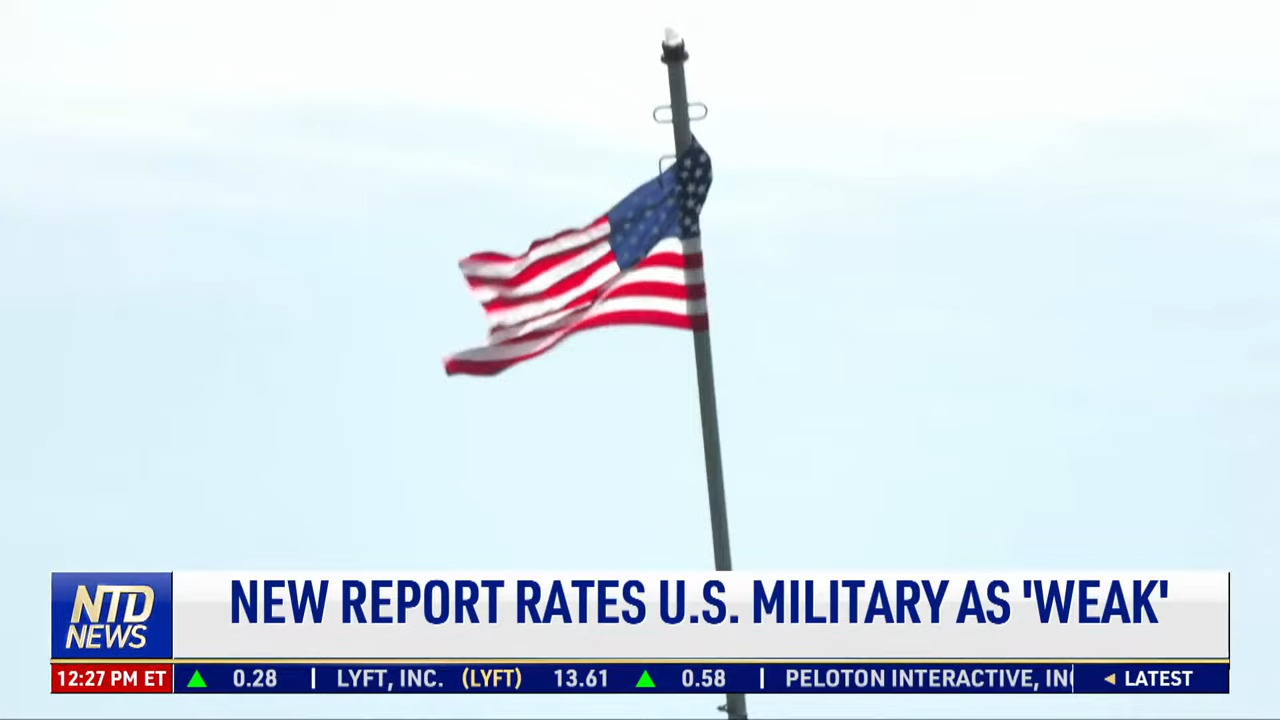 NEW REPORT RATES U.S. MILITARY AS 'WEAK'
NTD
NEWS
12:27 PM ET ▲ 0.28 | LYFT, INC. (LYFT) 13.61 ▲ 0.58 | PELOTON INTERACTIVE, ◄ LATEST